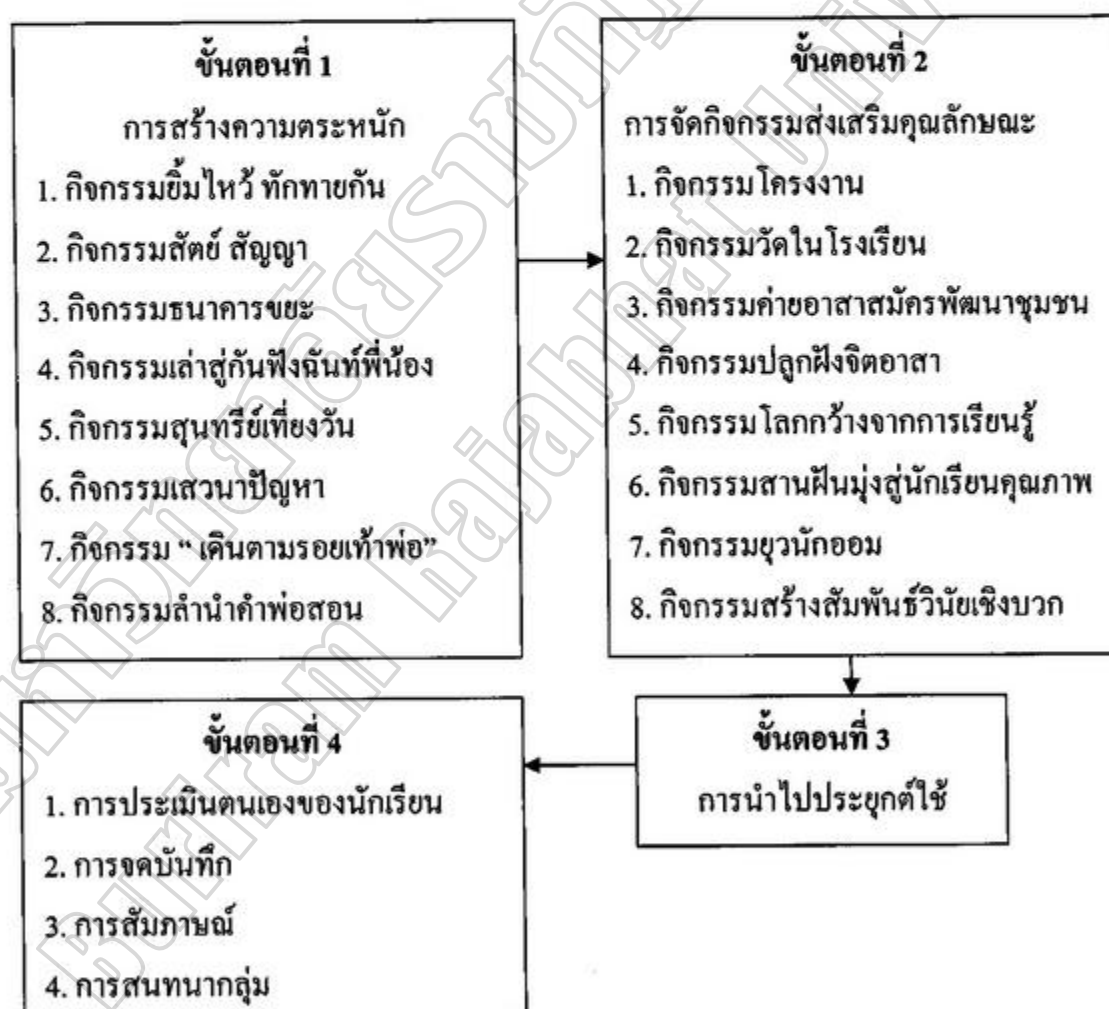 ขั้นตอนที่ 1
การสร้างความตระหนัก
1. กิจกรรมยิ้มไหว้ ทักทายกัน
2. กิจกรรมสัตย์ สัญญา
3. กิจกรรมธนาคารขยะ
4. กิจกรรมเล่าสู่กันฟังฉันท์พี่น้อง
5. กิจกรรมสุนทรีย์เที่ยงวัน
6. กิจกรรมเสวนาปัญหา
7. กิจกรรม “ เดินตามรอยเท้าพ่อ”
8. กิจกรรมลำนำคำพ่อสอน
ขั้นตอนที่ 2
การจัดกิจกรรมส่งเสริมคุณลักษณะ
1. กิจกรรมโครงงาน
2. กิจกรรมวัดในโรงเรียน
3. กิจกรรมค่ายอาสาสมัครพัฒนาชุมชน
4. กิจกรรมปลูกฝังจิตอาสา
5. กิจกรรมโลกกว้างจากการเรียนรู้
6. กิจกรรมสานฝันมุ่งสู่นักเรียนคุณภาพ
7. กิจกรรมยุวนักออม
8. กิจกรรมสร้างสัมพันธ์วินัยเชิงบวก
ขั้นตอนที่ 3
การนำไปประยุกต์ใช้
ขั้นตอนที่ 4
1. การประเมินตนเองของนักเรียน
2. การจดบันทึก
3. การสัมภาษณ์
4. การสนทนากลุ่ม
Buriram Rajabhat